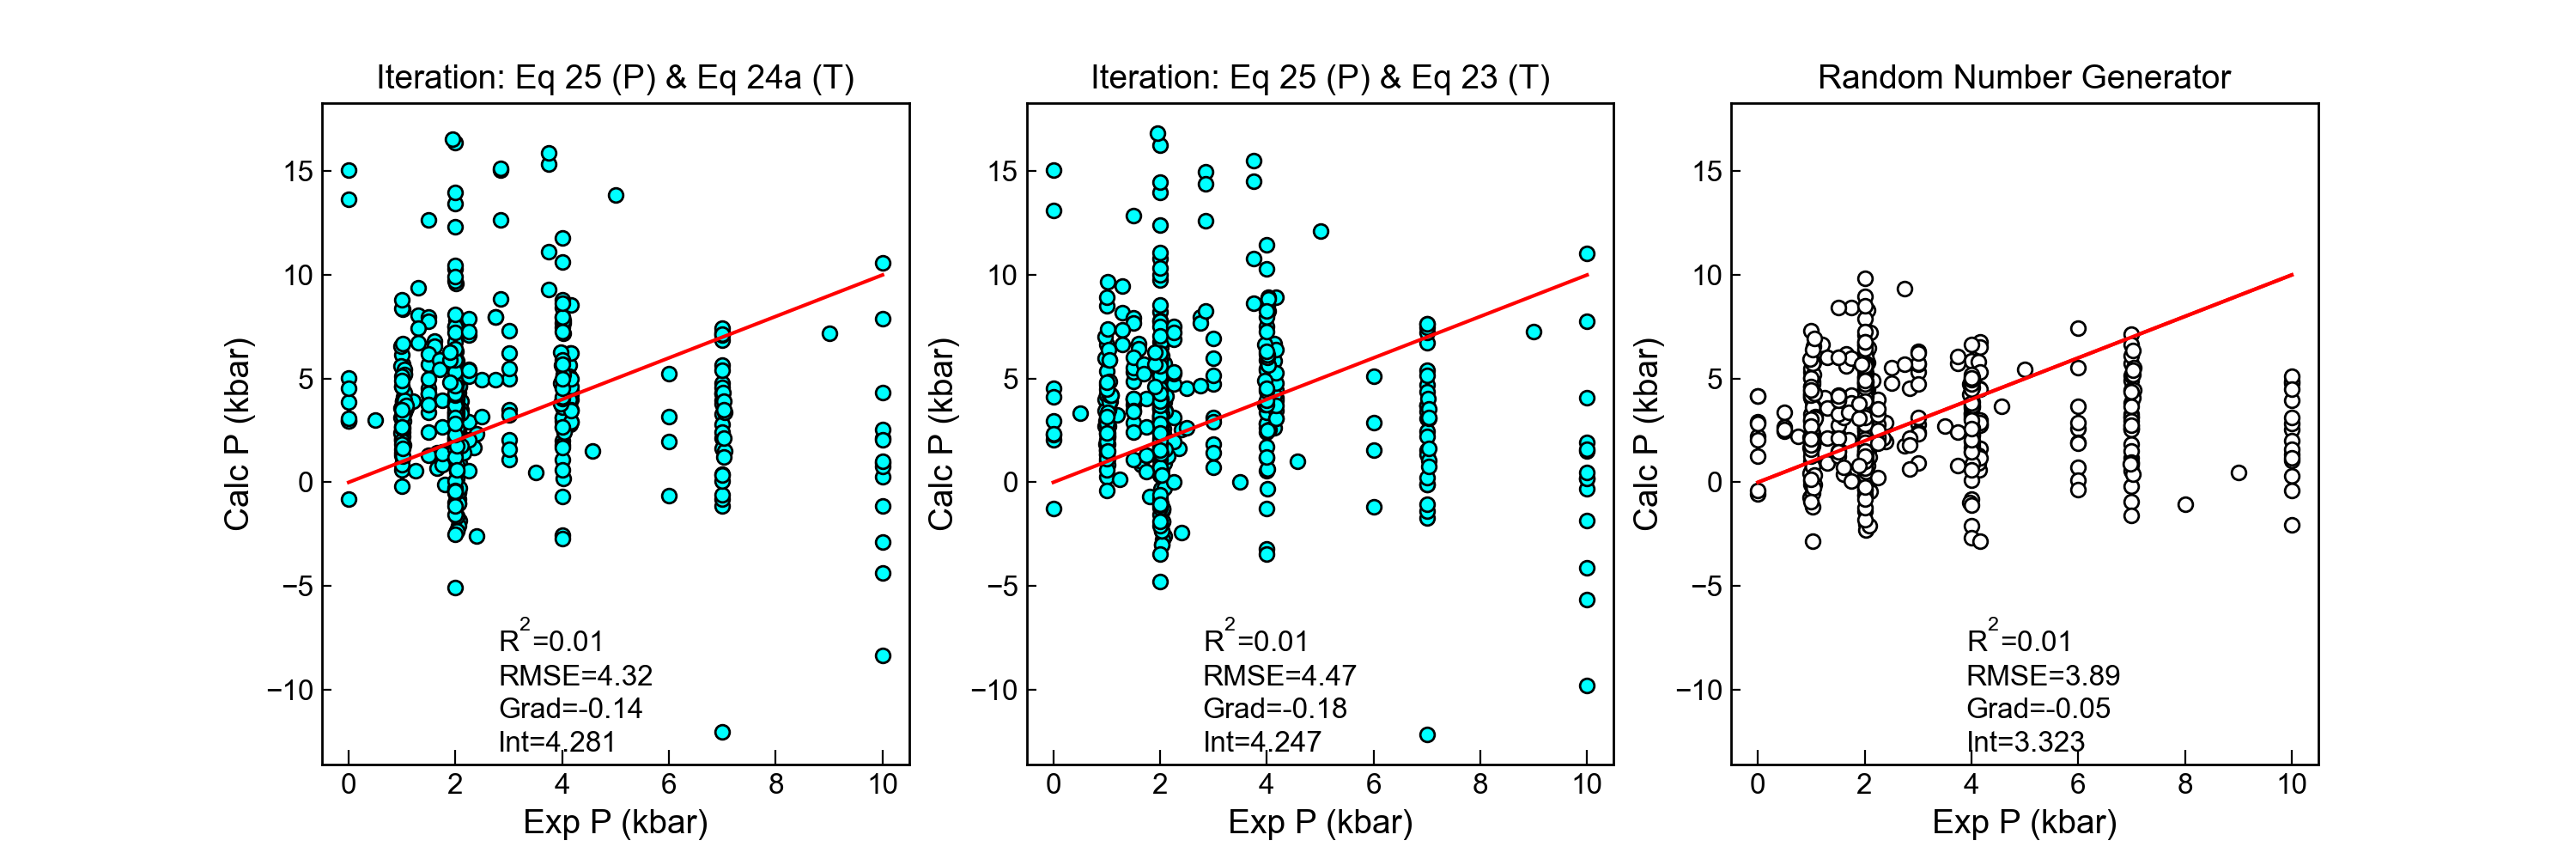 Iteration: Eq 25 (P) & Eq 24a (T)
15
10
5
0
−5
−10
Calc P (kbar)
R2=0.01
RMSE=4.32
Grad=-0.14
Int=4.281
0 2 4 6 8 10
Exp P (kbar)
Iteration: Eq 25 (P) & Eq 23 (T)
15
10
5
0
−5
−10
Calc P (kbar)
R2=0.01
RMSE=4.47
Grad=-0.18
Int=4.247
0 2 4 6 8 10
Exp P (kbar)
Random Number Generator
15
10
5
0
−5
−10
Calc P (kbar)
R2=0.01
RMSE=3.89
Grad=-0.05
Int=3.323
0 2 4 6 8 10
Exp P (kbar)